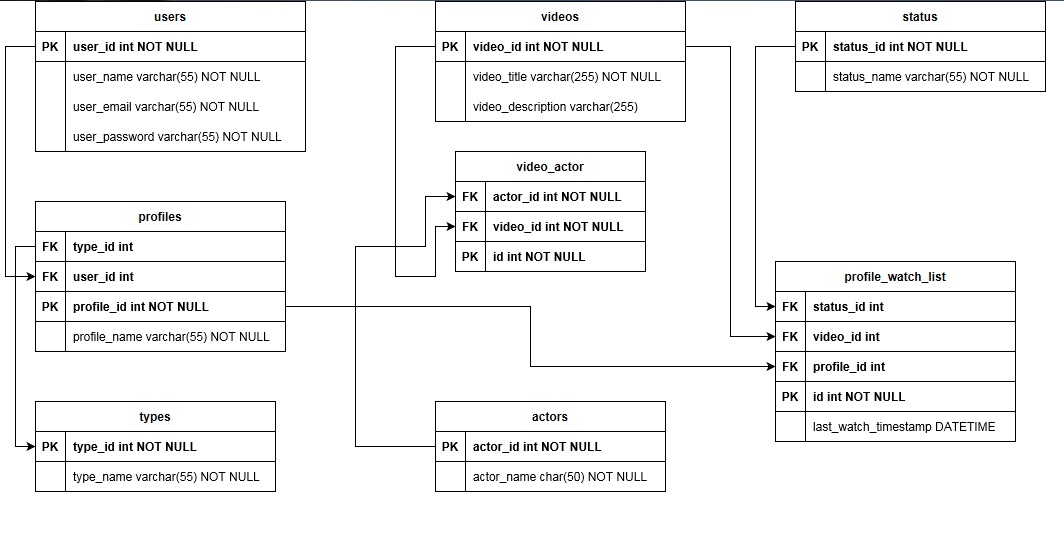 users
PK user_id int NOT NULL
user_name varchar(55) NOT NULL
user_email varchar(55) NOT NULL
user_password varchar(55) NOT NULL
videos
PK video_id int NOT NULL
video_title varchar(255) NOT NULL
video_description varchar(255)
status
PK status_id int NOT NULL
status_name varchar(55) NOT NULL
video_actor
FK actor_id int NOT NULL
FK video_id int NOT NULL
PK id int NOT NULL
profiles
FK type_id int
FK user_id int
PK profile_id int NOT NULL
profile_name varchar(55) NOT NULL
profile_watch_list
FK status_id int
FK video_id int
FK profile_id int
PK id int NOT NULL
last_watch_timestamp DATETIME
types
PK type_id int NOT NULL
type_name varchar(55) NOT NULL
actors
PK actor_id int NOT NULL
actor_name char(50) NOT NULL